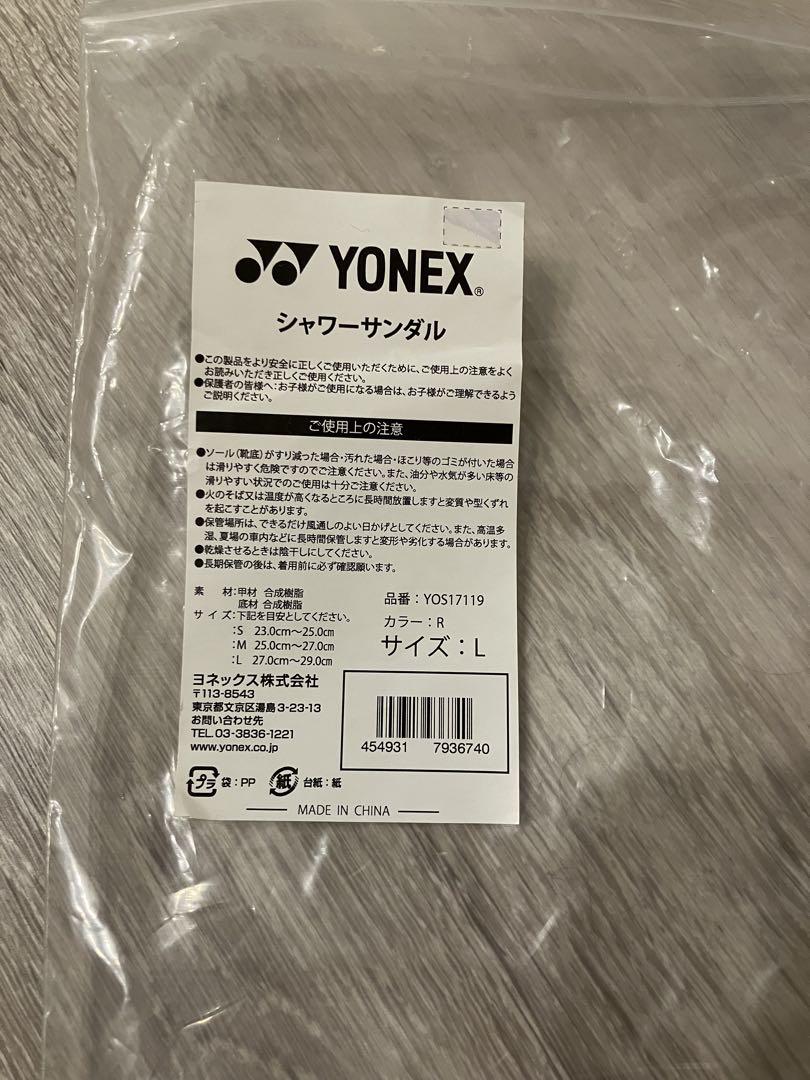 YONEX®
シャワーサンダル
●この製品をより安全に正しくご使用いただくために、ご使用上の注意をよく
お読みいただき正しくご使用ください。
●保護者の皆様へ：お子様がご使用になる場合は、お子様がご理解できるよう
ご説明ください。
ご使用上の注意
●ソール（靴底）がすり減った場合・汚れた場合・ほこり等のゴミが付いた場合
は滑りやすく危険ですのでご注意ください。また、油分や水気が多い床等の
滑りやすい状況でのご使用は十分ご注意ください。
●火のそば又は温度が高くなるところに長時間放置しますと変質や型くずれ
を起こすことがあります。
●保管場所は、できるだけ風通しのよい日かげとしてください。また、高温多
湿、夏場の車内などに長時間保管しますと変形や劣化する場合があります。
●乾燥させるときは陰干しにしてください。
●長期保管の後は、着用前に必ず確認願います。
素 材：甲材 合成樹脂
底材 合成樹脂
サイズ：下記を目安としてください。
：S 23.0cm～25.0cm
：M 25.0cm～27.0cm
：L 27.0cm～29.0cm
品番：YOS17119
カラー：R
サイズ：L
ヨネックス株式会社
〒113-8543
東京都文京区湯島3-23-13
お問い合わせ先
TEL.03-3836-1221
www.yonex.co.jp
454931 7936740
プラ 袋：PP 紙 台紙：紙
MADE IN CHINA